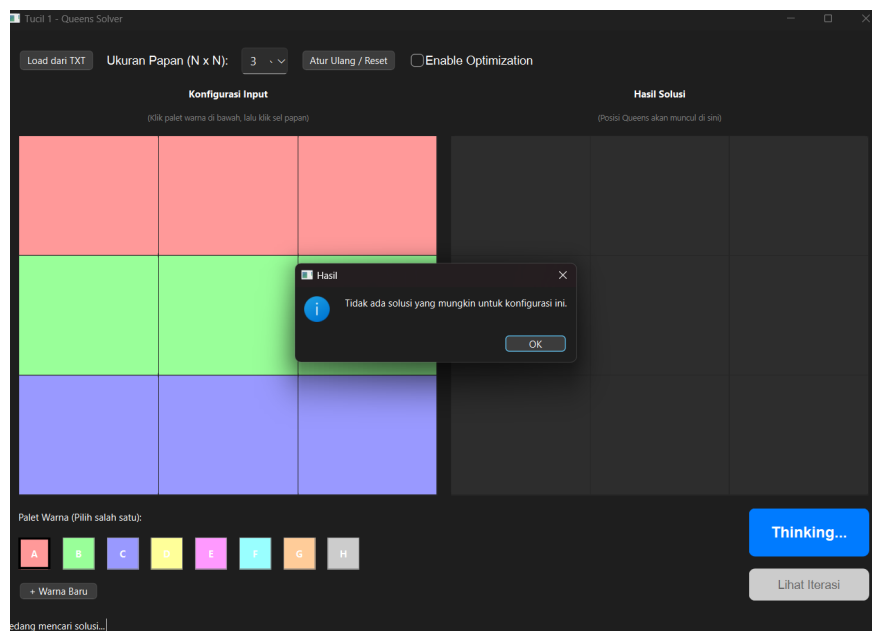 Tucil 1 - Queens Solver
Load dari TXT
Ukuran Papan (N x N):
3
Atur Ulang / Reset
Enable Optimization
Konfigurasi Input
Hasil Solusi
(Klik palet warna di bawah, lalu klik sel papan)
(Posisi Queens akan muncul di sini)
Hasil
Tidak ada solusi yang mungkin untuk konfigurasi ini.
OK
Palet Warna (Pilih salah satu):
A B C D E F G H
Thinking...
+ Warna Baru
Lihat Iterasi
edang mencari solusi...